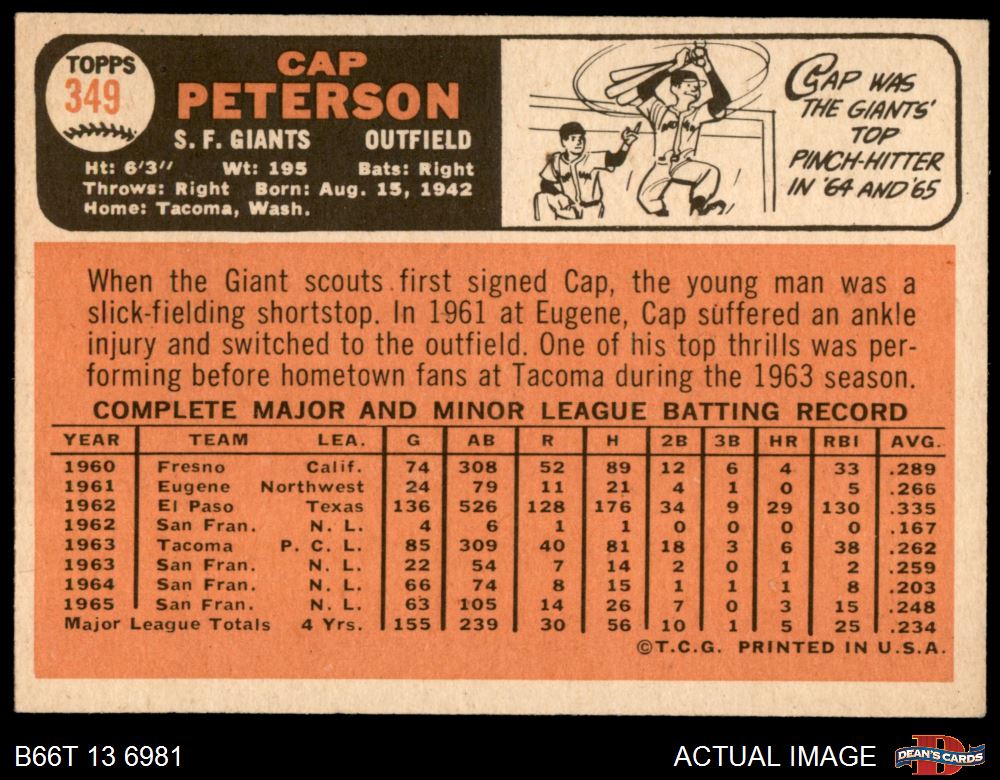 TOPPS
349
CAP
PETERSON
S. F. GIANTS OUTFIELD
Ht: 6'3" Wt: 195 Bats: Right
Throws: Right Born: Aug. 15, 1942
Home: Tacoma, Wash.
CAP WAS
THE GIANTS'
TOP
PINCH-HITTER
IN '64 AND '65
When the Giant scouts first signed Cap, the young man was a
slick-fielding shortstop. In 1961 at Eugene, Cap suffered an ankle
injury and switched to the outfield. One of his top thrills was per-
forming before hometown fans at Tacoma during the 1963 season.
COMPLETE MAJOR AND MINOR LEAGUE BATTING RECORD
YEAR TEAM LEA. G AB R H 2B 3B HR RBI AVG.
1960 Fresno Calif. 74 308 52 89 12 6 4 33 .289
1961 Eugene Northwest 24 79 11 21 4 1 0 5 .266
1962 El Paso Texas 136 526 128 176 34 9 29 130 .335
1962 San Fran. N. L. 4 6 1 1 0 0 0 0 .167
1963 Tacoma P. C. L. 85 309 40 81 18 3 6 38 .262
1963 San Fran. N. L. 22 54 7 14 2 0 1 2 .259
1964 San Fran. N. L. 66 74 8 15 1 1 1 8 .203
1965 San Fran. N. L. 63 105 14 26 7 0 3 15 .248
Major League Totals 4 Yrs. 155 239 30 56 10 1 5 25 .234
©T.C.G. PRINTED IN U.S.A.
B66T 13 6981
ACTUAL IMAGE
DEAN'S CARDS